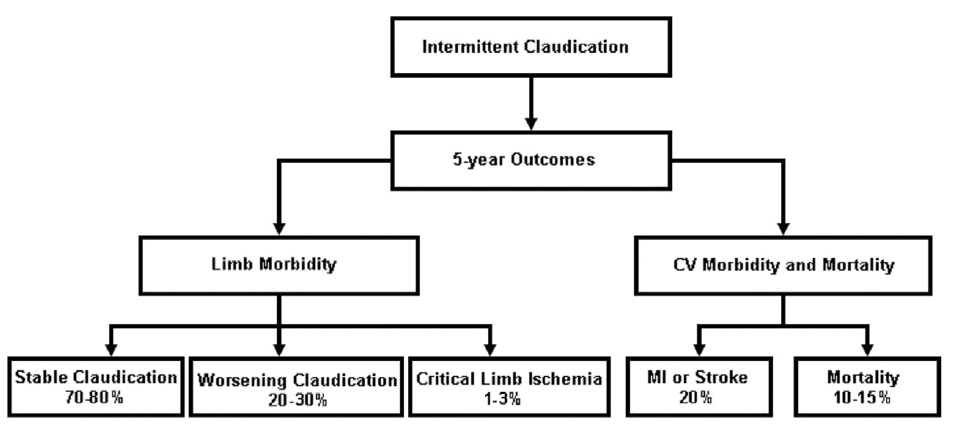 Intermittent Claudication
5-year Outcomes
Limb Morbidity
CV Morbidity and Mortality
Stable Claudication
70-80%
Worsening Claudication
20-30%
Critical Limb Ischemia
1-3%
MI or Stroke
20%
Mortality
10-15%